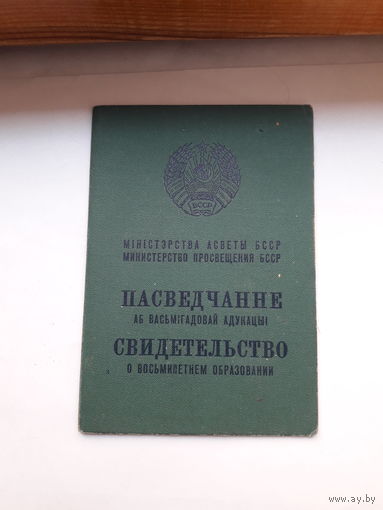 БССР
МІНІСТЭРСТВА АСВЕТЫ БССР
МИНИСТЕРСТВО ПРОСВЕЩЕНИЯ БССР
ПАСВЕДЧАННЕ
АБ ВАСЬМІГАДОВАЙ АДУКАЦЫІ
СВИДЕТЕЛЬСТВО
О ВОСЬМИЛЕТНЕМ ОБРАЗОВАНИИ
www.ay.by